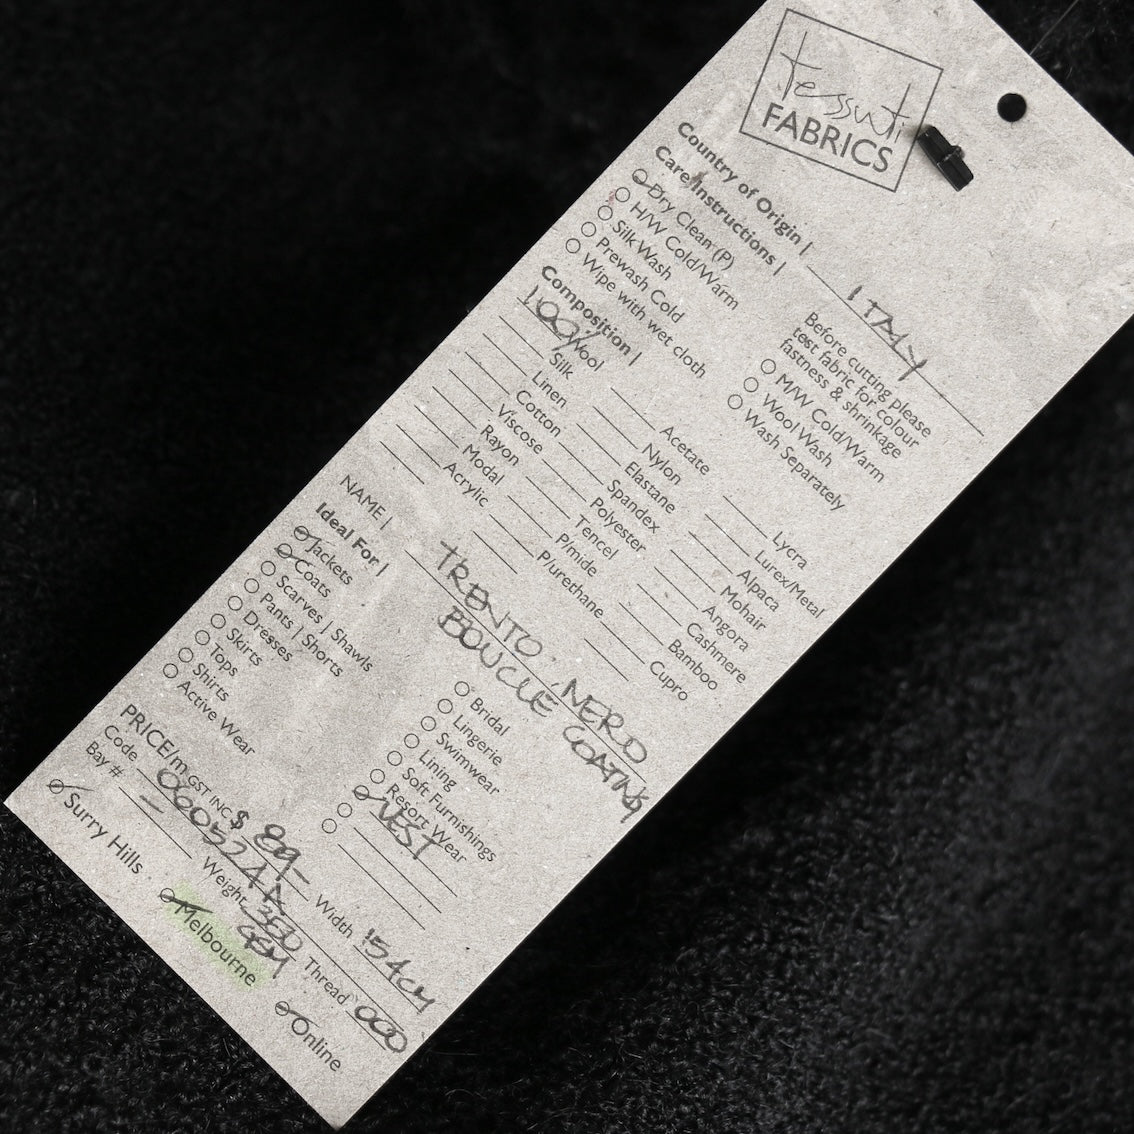 tessuti
FABRICS
Country of Origin | ITALY
Care Instructions |
Dry Clean (P)
H/W Cold/Warm
Silk Wash
Prewash Cold
Wipe with wet cloth
Before cutting please
test fabric for colour
fastness & shrinkage
M/W Cold/Warm
Wool Wash
Wash Separately
Composition |
100% Wool
Silk
Linen
Cotton
Viscose
Rayon
Modal
Acrylic
Acetate
Nylon
Elastane
Spandex
Polyester
Tencel
P/mide
P/urethane
Lycra
Lurex/Metal
Alpaca
Mohair
Angora
Cashmere
Bamboo
Cupro
NAME | TRENTO, NERO
BOUCLE COATING
Ideal For |
Jackets
Coats
Scarves | Shawls
Pants | Shorts
Dresses
Skirts
Tops
Shirts
Active Wear
Bridal
Lingerie
Swimwear
Lining
Soft Furnishings
Resort Wear
VEST
PRICE/m GST INC $ 89- Width 154CM
Code Weight 360 Thread 000
GSM
Bay # -
Surry Hills
Melbourne
Online